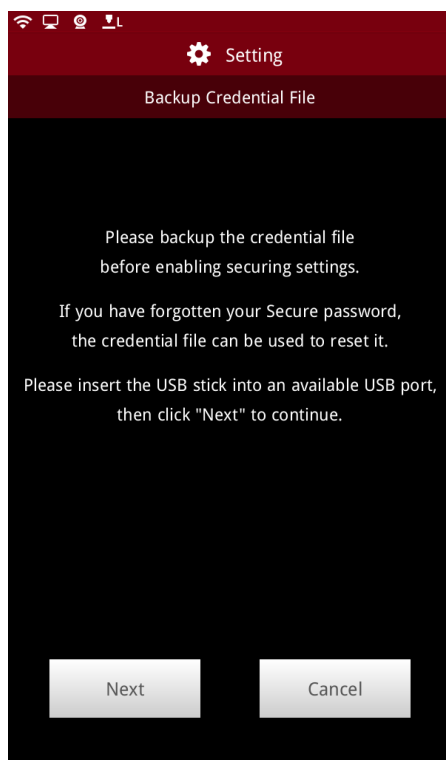 L
Setting
Backup Credential File
Please backup the credential file
before enabling securing settings.
If you have forgotten your Secure password,
the credential file can be used to reset it.
Please insert the USB stick into an available USB port,
then click "Next" to continue.
Next
Cancel